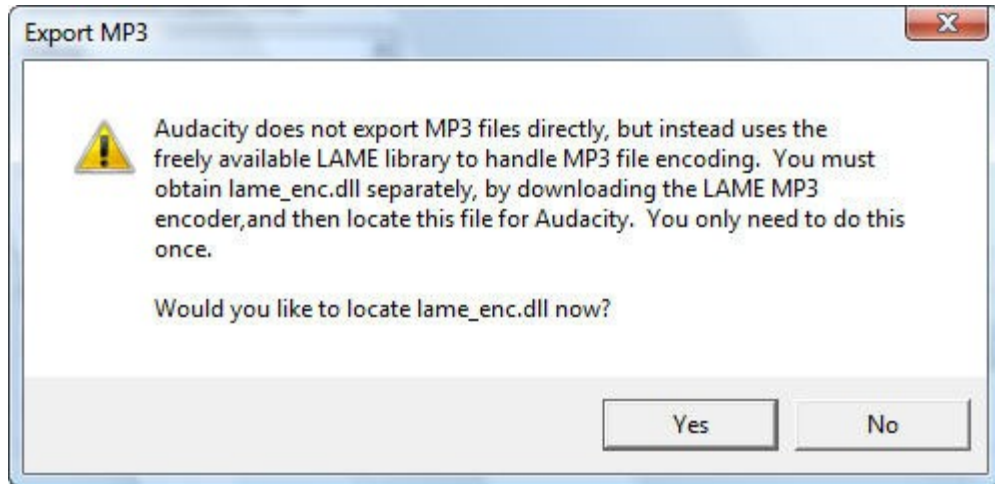 Export MP3
Audacity does not export MP3 files directly, but instead uses the
freely available LAME library to handle MP3 file encoding.  You must
obtain lame_enc.dll separately, by downloading the LAME MP3
encoder,and then locate this file for Audacity.  You only need to do this
once.
Would you like to locate lame_enc.dll now?
Yes
No